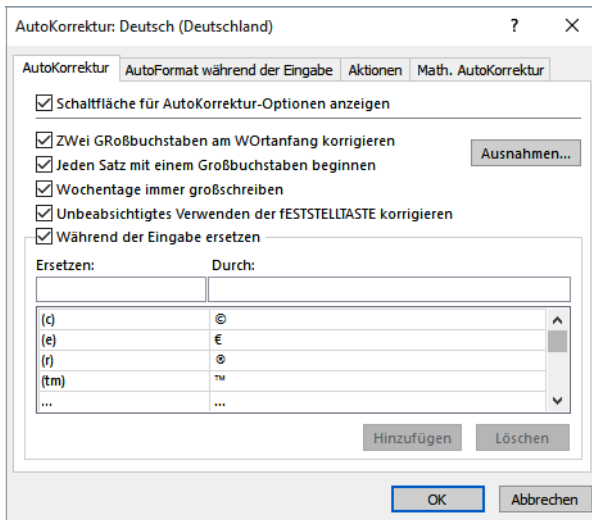 AutoKorrektur: Deutsch (Deutschland) ?
AutoKorrektur AutoFormat während der Eingabe Aktionen Math. AutoKorrektur
Schaltfläche für AutoKorrektur-Optionen anzeigen
ZWei GRoßbuchstaben am WOrtanfang korrigieren
Ausnahmen...
Jeden Satz mit einem Großbuchstaben beginnen
Wochentage immer großschreiben
Unbeabsichtigtes Verwenden der fESTSTELLTASTE korrigieren
Während der Eingabe ersetzen
Ersetzen: Durch:
(c) ©
(e) €
(r) ®
(tm) ™
... ...
Hinzufügen Löschen
OK Abbrechen